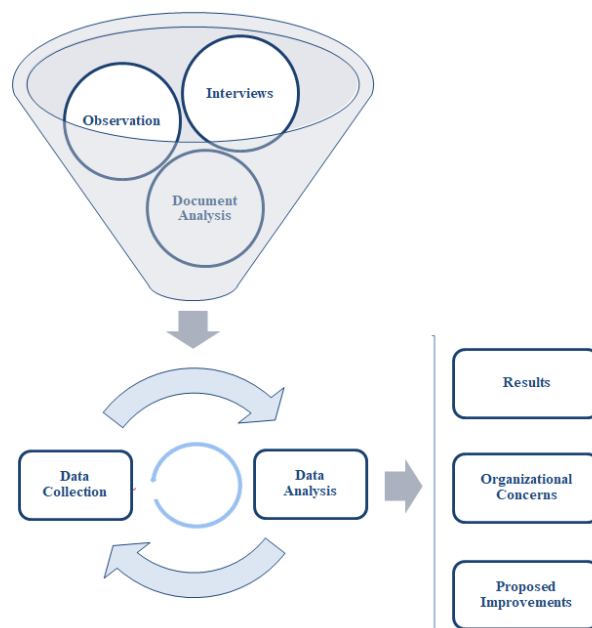 Interviews
Observation
Document
Analysis
Data
Collection
Data
Analysis
Results
Organizational
Concerns
Proposed
Improvements